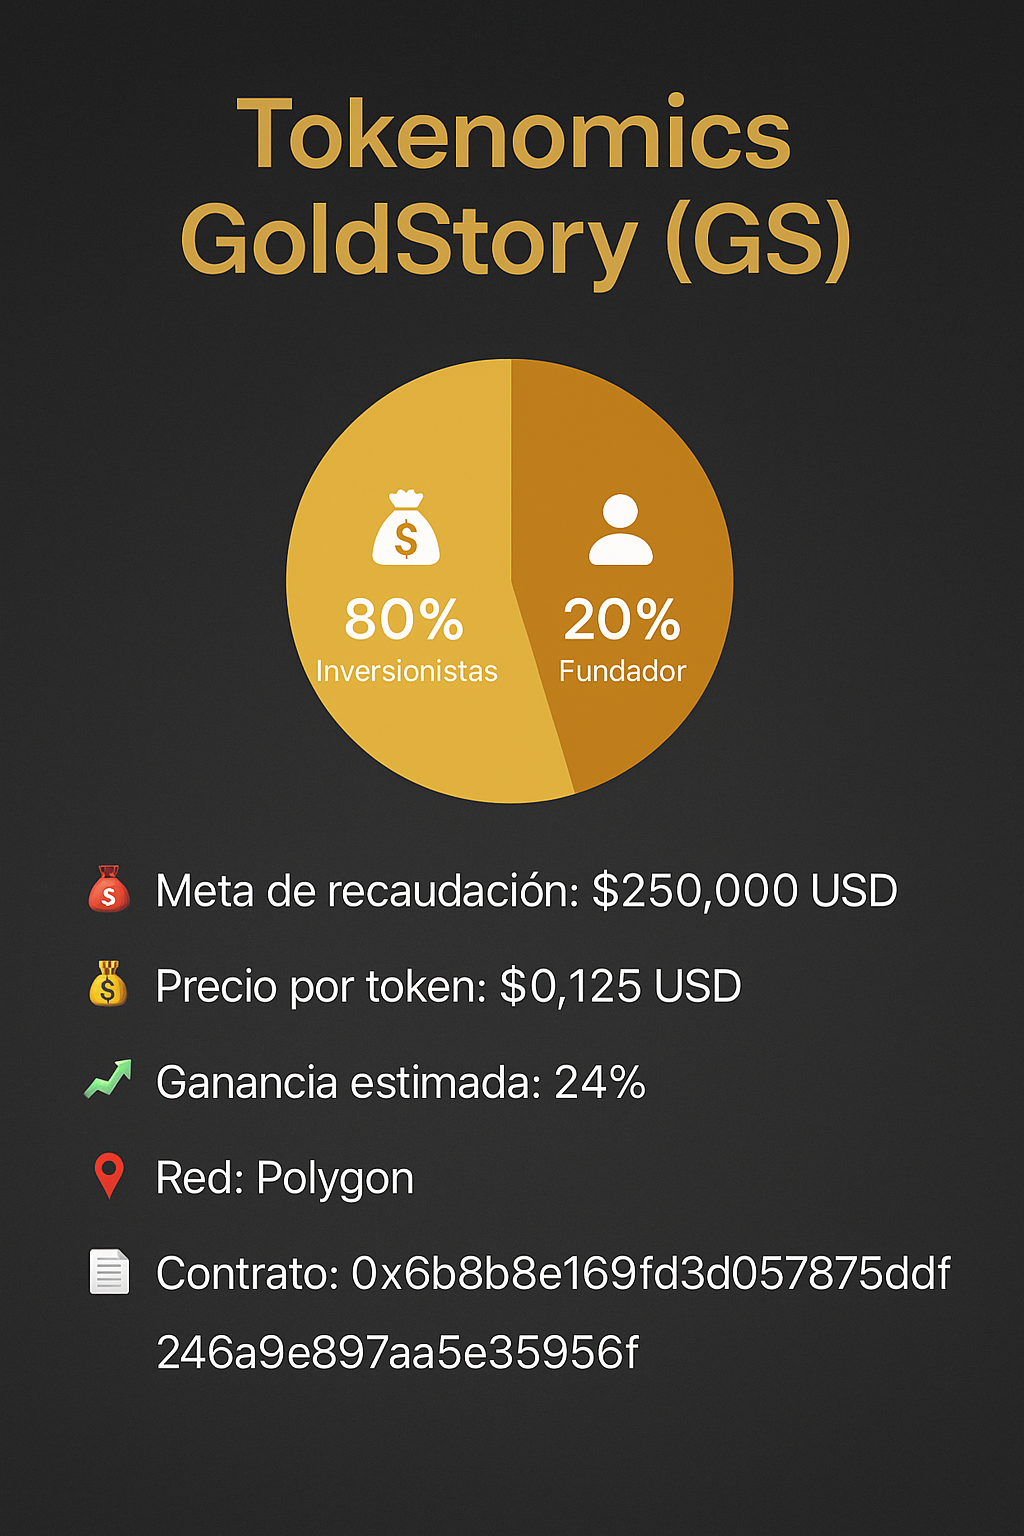 Tokenomics
GoldStory (GS)
$
80%
Inversionistas
20%
Fundador
$
Meta de recaudación: $250,000 USD
$
Precio por token: $0,125 USD
Ganancia estimada: 24%
Red: Polygon
Contrato: 0x6b8b8e169fd3d057875ddf
246a9e897aa5e35956f